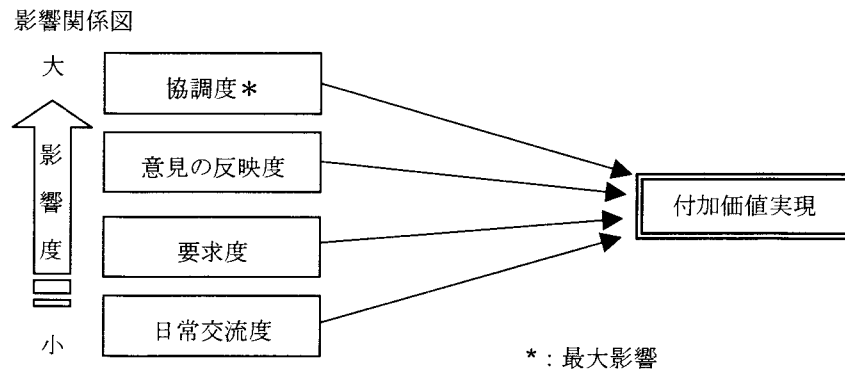 影響関係図
大
協調度*
影響度
意見の反映度
付加価値実現
要求度
日常交流度
小
*：最大影響